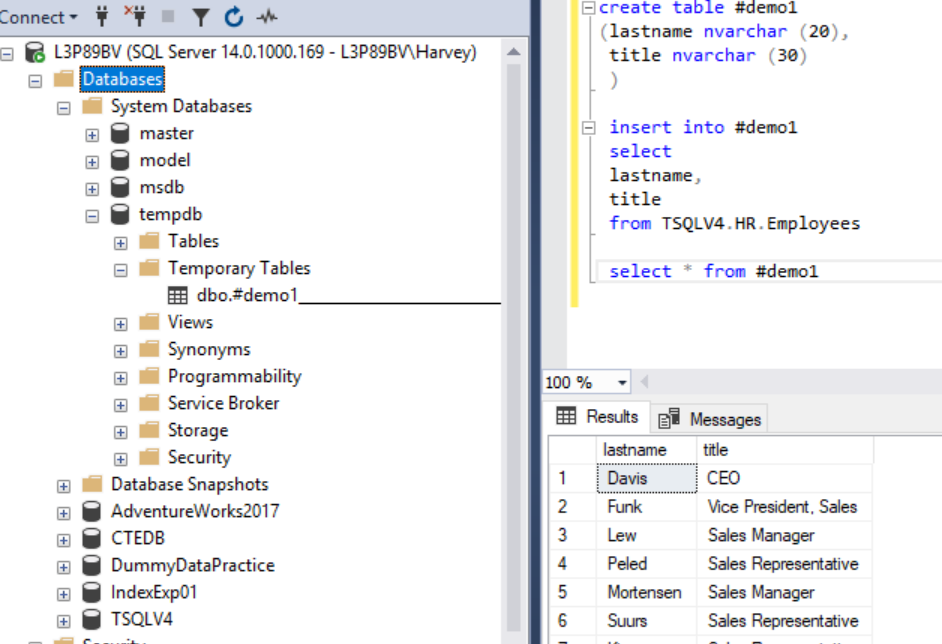 Connect
L3P89BV (SQL Server 14.0.1000.169 - L3P89BV\Harvey)
Databases
System Databases
master
model
msdb
tempdb
Tables
Temporary Tables
dbo.#demo1____________________
Views
Synonyms
Programmability
Service Broker
Storage
Security
Database Snapshots
AdventureWorks2017
CTEDB
DummyDataPractice
IndexExp01
TSQLV4
Security
create table #demo1
(lastname nvarchar (20),
title nvarchar (30)
)
insert into #demo1
select
lastname,
title
from TSQLV4.HR.Employees
select * from #demo1
100 %
Results Messages
lastname title
1 Davis CEO
2 Funk Vice President, Sales
3 Lew Sales Manager
4 Peled Sales Representative
5 Mortensen Sales Manager
6 Suurs Sales Representative